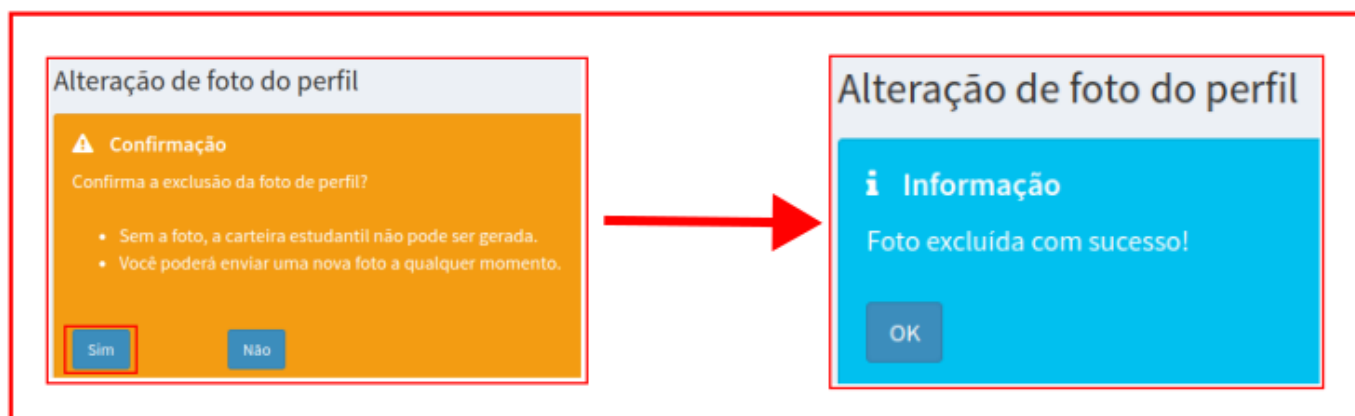 Alteração de foto do perfil
Confirmação
Confirma a exclusão da foto de perfil?
• Sem a foto, a carteira estudantil não pode ser gerada.
• Você poderá enviar uma nova foto a qualquer momento.
Sim
Não
Alteração de foto do perfil
Informação
Foto excluída com sucesso!
OK